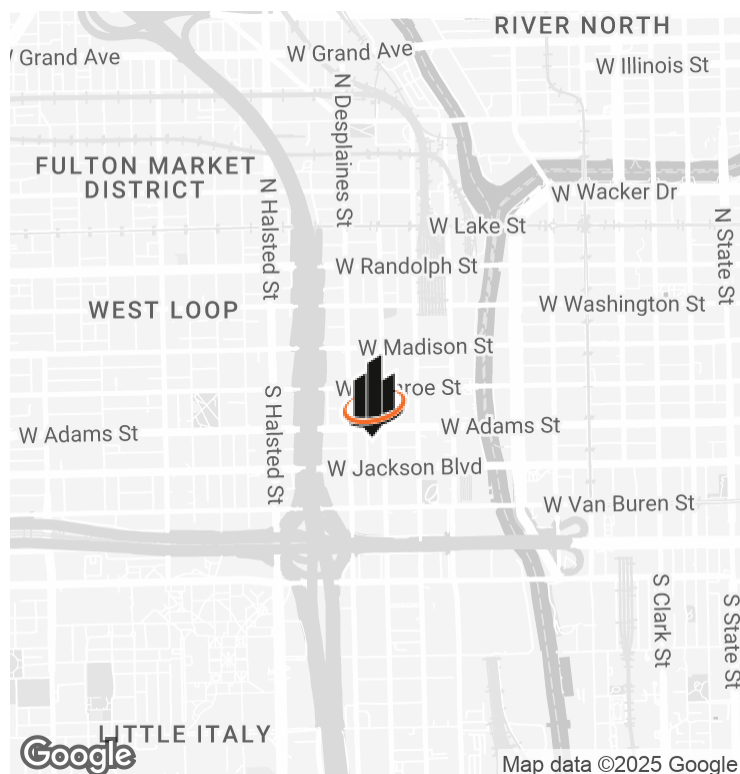 RIVER NORTH
W Grand Ave
Grand Ave
W Illinois St
N Desplaines St
FULTON MARKET
DISTRICT
N Halsted St
W Wacker Dr
N State St
W Lake St
W Randolph St
WEST LOOP
W Washington St
W Madison St
W
roe St
S Halsted St
W Adams St
W Adams St
W Jackson Blvd
W Van Buren St
S Clark St
S State St
LITTLE ITALY
Google
Map data ©2025 Google